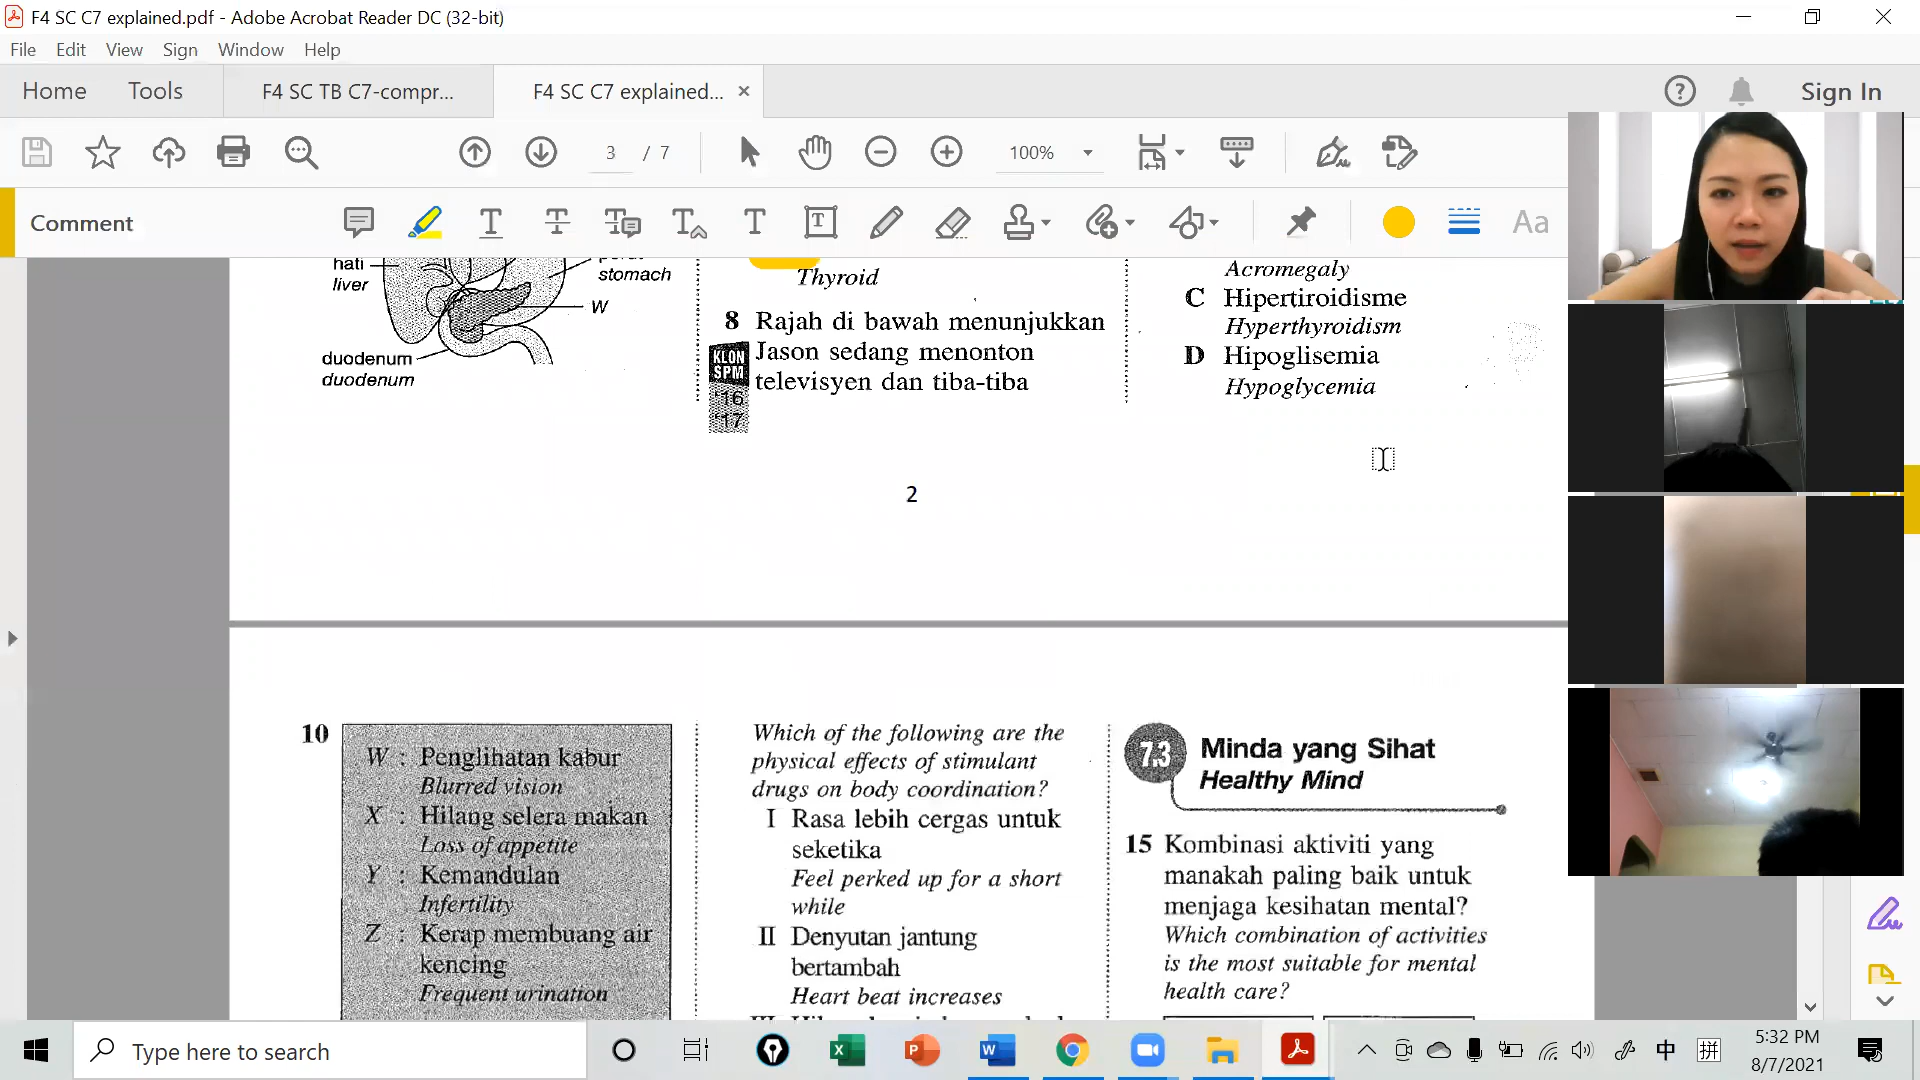 F4 SC C7 explained.pdf - Adobe Acrobat Reader DC (32-bit)
File Edit View Sign Window Help
Home Tools F4 SC TB C7-compr... F4 SC C7 explained... Sign In
3 / 7 100%
Comment
Aa
hati
liver
stomach
W
duodenum
duodenum
Thyroid
8 Rajah di bawah menunjukkan
KLON
SPM
'16
'17
Jason sedang menonton
televisyen dan tiba-tiba
Acromegaly
C Hipertiroidisme
Hyperthyroidism
D Hipoglisemia
Hypoglycemia
2
10
W : Penglihatan kabur
Blurred vision
X : Hilang selera makan
Loss of appetite
Y : Kemandulan
Infertility
Z : Kerap membuang air
kencing
Frequent urination
Which of the following are the
physical effects of stimulant
drugs on body coordination?
I Rasa lebih cergas untuk
seketika
Feel perked up for a short
while
II Denyutan jantung
bertambah
Heart beat increases
7.3 Minda yang Sihat
Healthy Mind
15 Kombinasi aktiviti yang
manakah paling baik untuk
menjaga kesihatan mental?
Which combination of activities
is the most suitable for mental
health care?
Type here to search
中 拼
5:32 PM
8/7/2021